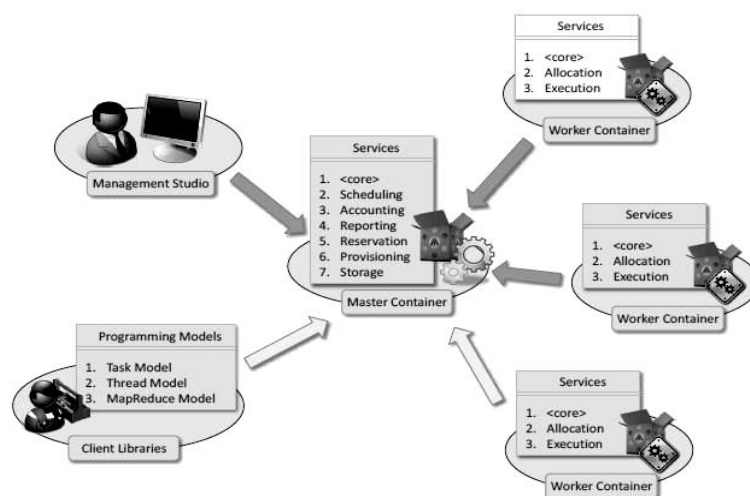 Services
1. <core>
2. Allocation
3. Execution
Worker Container
Management Studio
Services
1. <core>
2. Scheduling
3. Accounting
4. Reporting
5. Reservation
6. Provisioning
7. Storage
Master Container
Services
1. <core>
2. Allocation
3. Execution
Worker Container
Programming Models
1. Task Model
2. Thread Model
3. MapReduce Model
Client Libraries
Services
1. <core>
2. Allocation
3. Execution
Worker Container